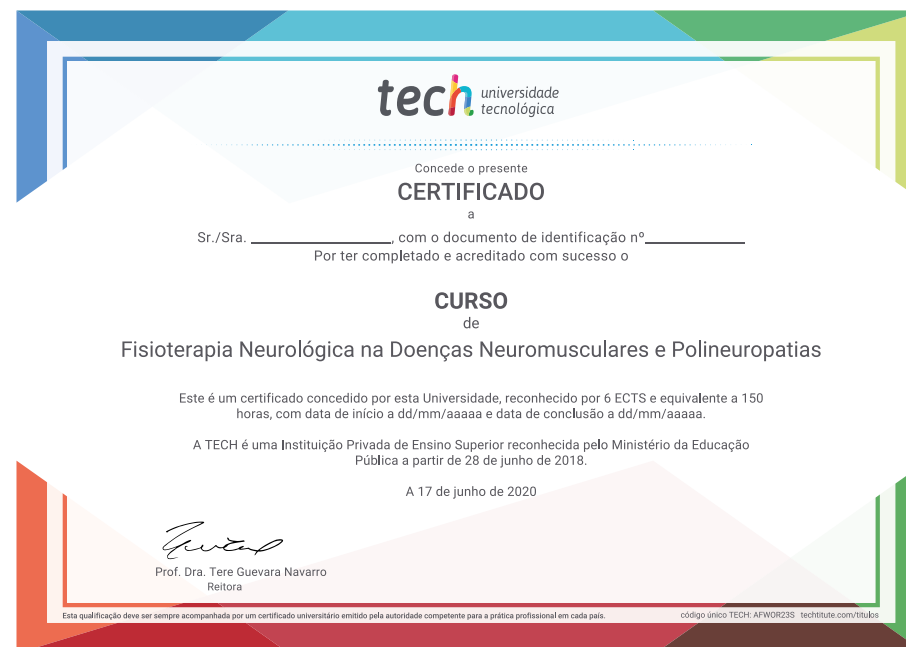 tech universidade
tecnológica
Concede o presente
CERTIFICADO
a
Sr./Sra. ____________________, com o documento de identificação nº______________
Por ter completado e acreditado com sucesso o
CURSO
de
Fisioterapia Neurológica na Doenças Neuromusculares e Polineuropatias
Este é um certificado concedido por esta Universidade, reconhecido por 6 ECTS e equivalente a 150
horas, com data de início a dd/mm/aaaaa e data de conclusão a dd/mm/aaaaa.
A TECH é uma Instituição Privada de Ensino Superior reconhecida pelo Ministério da Educação
Pública a partir de 28 de junho de 2018.
A 17 de junho de 2020
Prof. Dra. Tere Guevara Navarro
Reitora
Esta qualificação deve ser sempre acompanhada por um certificado universitário emitido pela autoridade competente para a prática profissional em cada país.
código único TECH: AFWOR23S techtitute.com/titulos